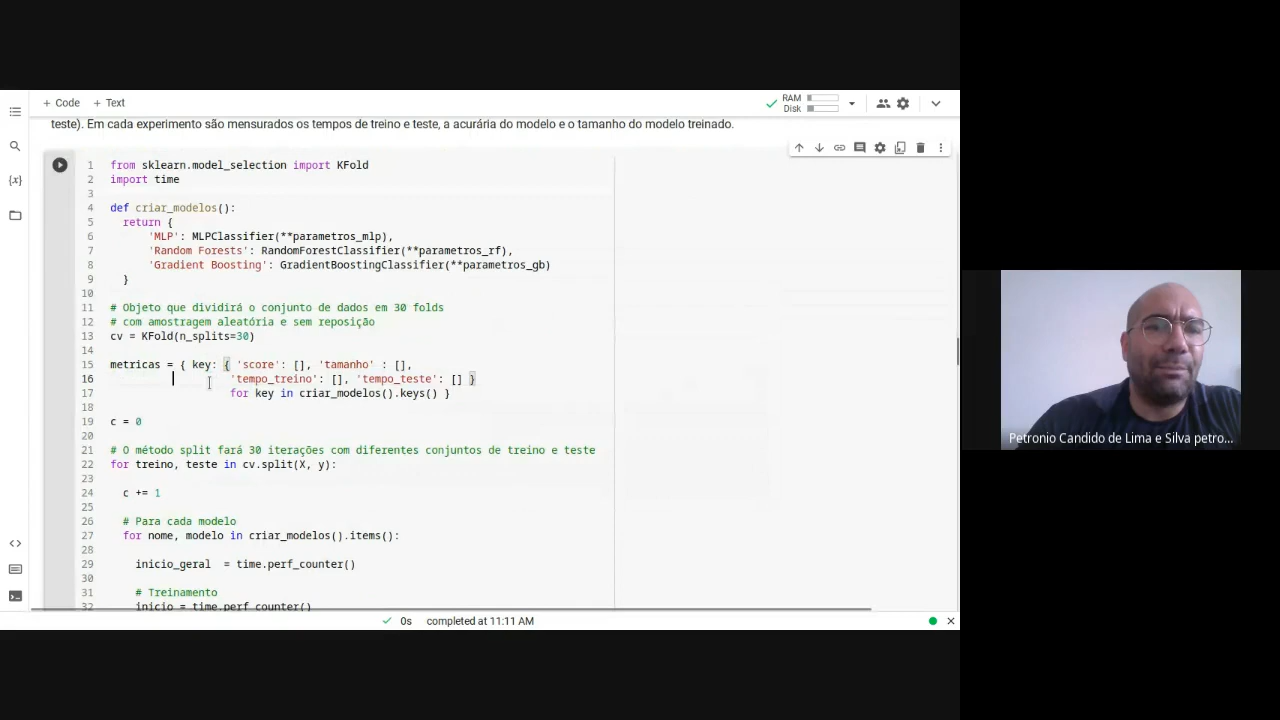 + Code + Text
RAM
Disk
teste). Em cada experimento são mensurados os tempos de treino e teste, a acurária do modelo e o tamanho do modelo treinado.
1 from sklearn.model_selection import KFold
2 import time
3
4 def criar_modelos():
5 return {
6 'MLP': MLPClassifier(**parametros_mlp),
7 'Random Forests': RandomForestClassifier(**parametros_rf),
8 'Gradient Boosting': GradientBoostingClassifier(**parametros_gb)
9 }
10
11 # Objeto que dividirá o conjunto de dados em 30 folds
12 # com amostragem aleatória e sem reposição
13 cv = KFold(n_splits=30)
14
15 metricas = { key: { 'score': [], 'tamanho' : [],
16 'tempo_treino': [], 'tempo_teste': [] }
17 for key in criar_modelos().keys() }
18
19 c = 0
20
21 # O método split fará 30 iterações com diferentes conjuntos de treino e teste
22 for treino, teste in cv.split(X, y):
23
24 c += 1
25
26 # Para cada modelo
27 for nome, modelo in criar_modelos().items():
28
29 inicio_geral = time.perf_counter()
30
31 # Treinamento
32 inicio = time.perf_counter()
0s completed at 11:11 AM
Petronio Candido de Lima e Silva petro...